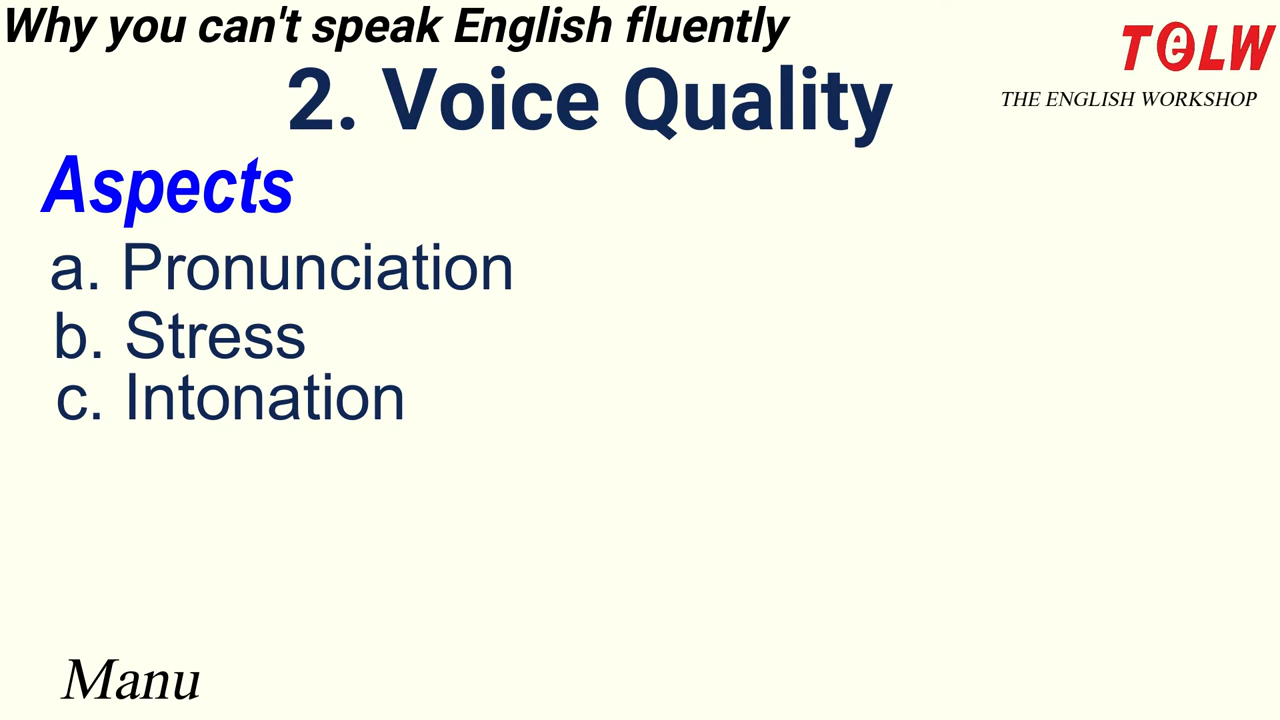 Why you can't speak English fluently
TeLW
THE ENGLISH WORKSHOP
2. Voice Quality
Aspects
a. Pronunciation
b. Stress
c. Intonation
Manu